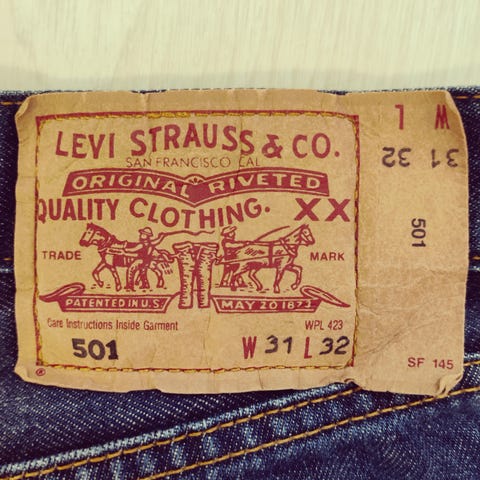 LEVI STRAUSS & CO.
SAN FRANCISCO CAL
ORIGINAL RIVETED
QUALITY CLOTHING. XX
TRADE MARK
PATENTED IN U.S. MAY 20 1873
Care Instructions Inside Garment WPL 423
501 W 31 L 32
®
W L
31 32
501
SF 145